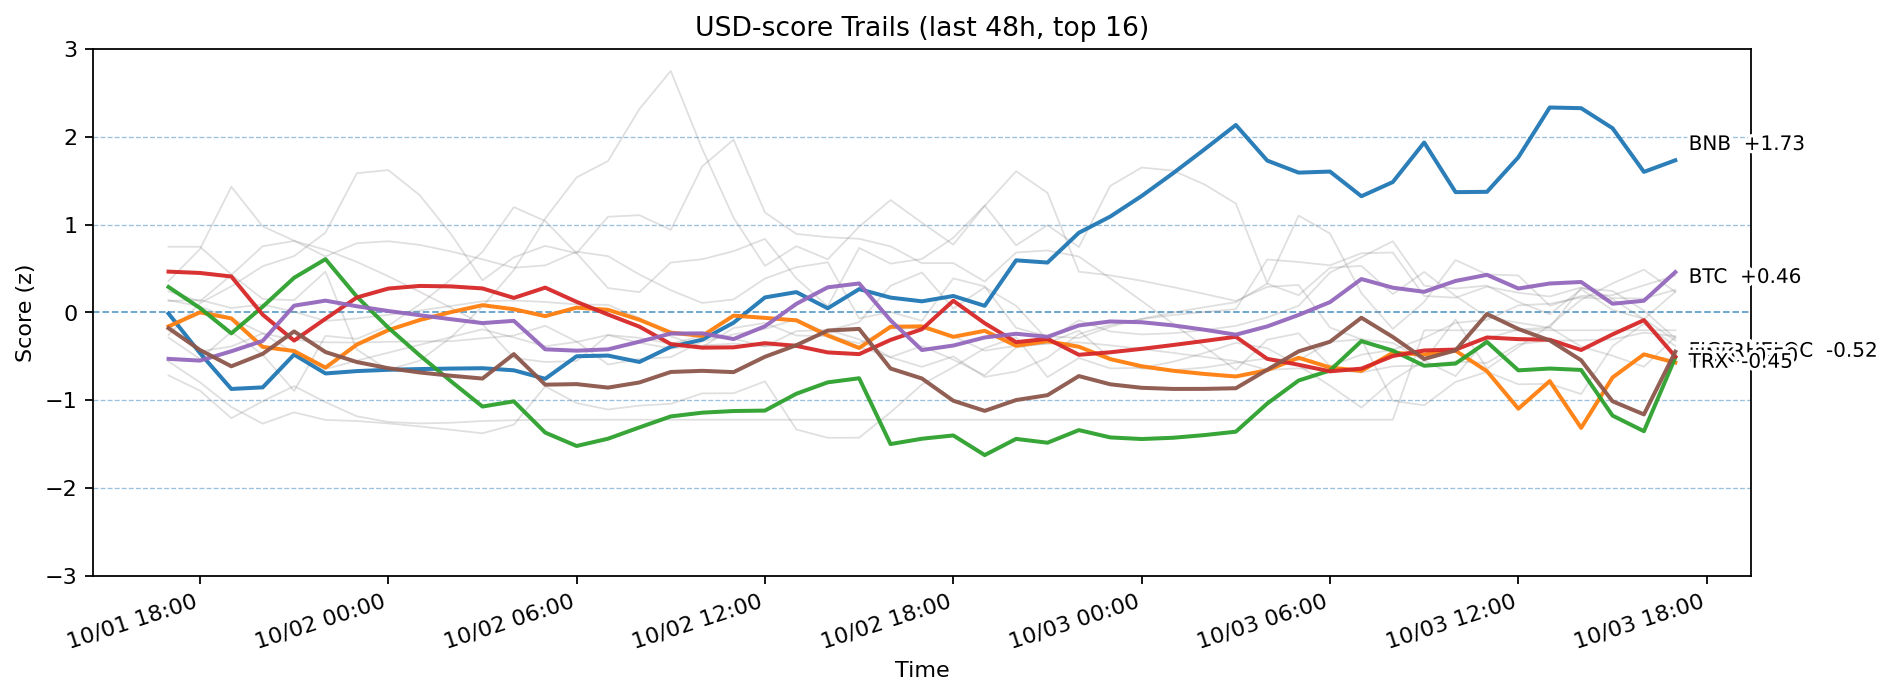 USD-score Trails (last 48h, top 16)
Score (z)
3
2
1
0
−1
−2
−3
BNB +1.73
BTC +0.46
-0.52
TRX -0.45
10/01 18:00
10/02 00:00
10/02 06:00
10/02 12:00
10/02 18:00
10/03 00:00
10/03 06:00
10/03 12:00
10/03 18:00
Time